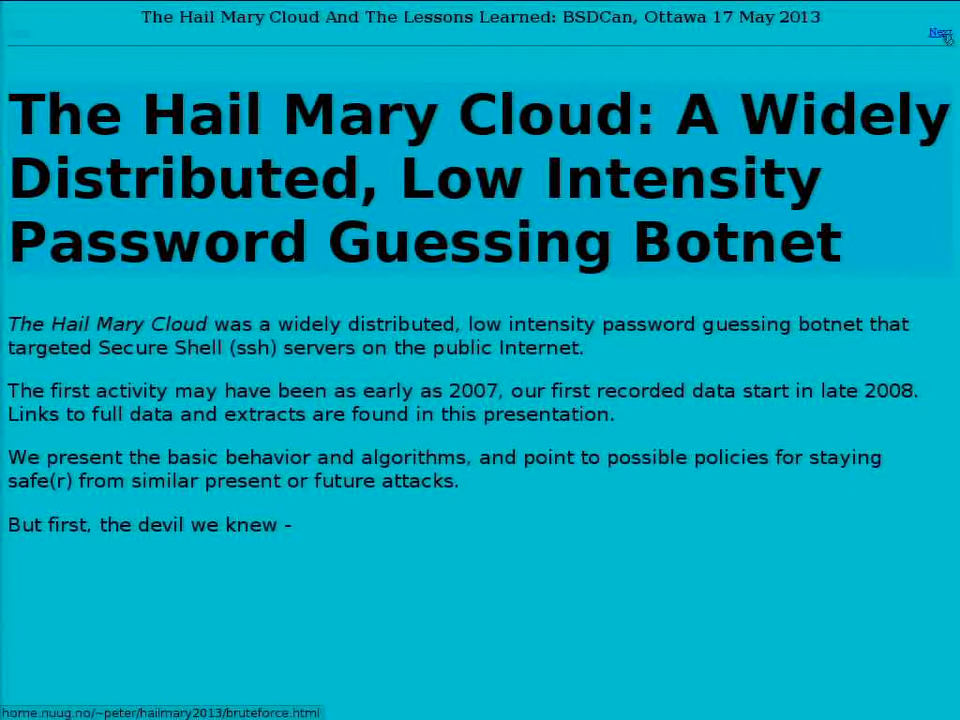 The Hail Mary Cloud And The Lessons Learned: BSDCan, Ottawa 17 May 2013
Next
The Hail Mary Cloud: A Widely
Distributed, Low Intensity
Password Guessing Botnet
The Hail Mary Cloud was a widely distributed, low intensity password guessing botnet that
targeted Secure Shell (ssh) servers on the public Internet.
The first activity may have been as early as 2007, our first recorded data start in late 2008.
Links to full data and extracts are found in this presentation.
We present the basic behavior and algorithms, and point to possible policies for staying
safe(r) from similar present or future attacks.
But first, the devil we knew -
home.nuug.no/~peter/hailmary2013/bruteforce.html